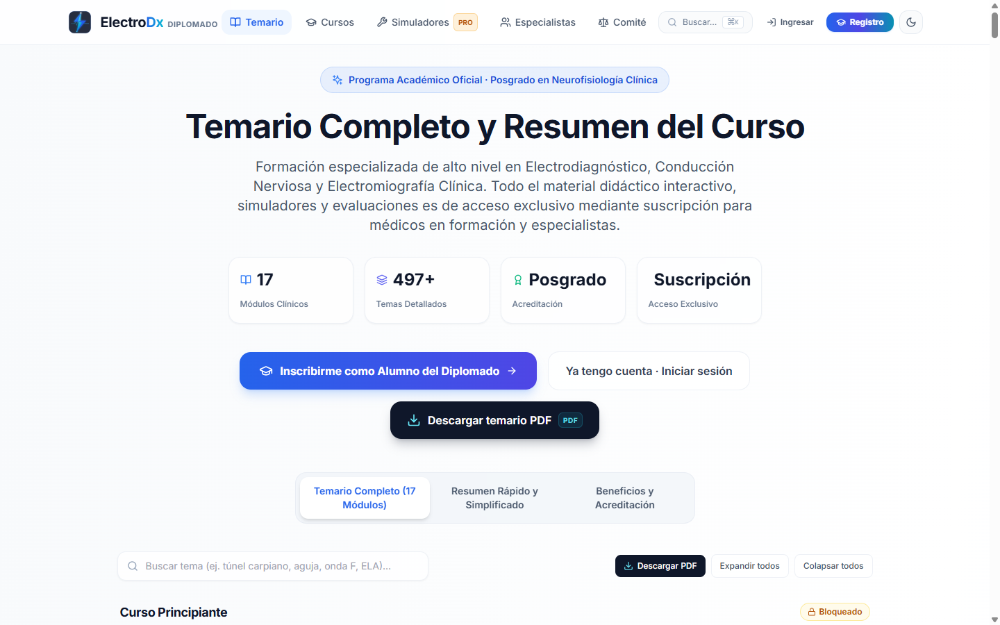 ElectroDx DIPLOMADO
Temario
Cursos
Simuladores PRO
Especialistas
Comité
Buscar... ⌘K
Ingresar
Registro
Programa Académico Oficial · Posgrado en Neurofisiología Clínica
Temario Completo y Resumen del Curso
Formación especializada de alto nivel en Electrodiagnóstico, Conducción
Nerviosa y Electromiografía Clínica. Todo el material didáctico interactivo,
simuladores y evaluaciones es de acceso exclusivo mediante suscripción para
médicos en formación y especialistas.
17
Módulos Clínicos
497+
Temas Detallados
Posgrado
Acreditación
Suscripción
Acceso Exclusivo
Inscribirme como Alumno del Diplomado
Ya tengo cuenta · Iniciar sesión
Descargar temario PDF PDF
Temario Completo (17
Módulos)
Resumen Rápido y
Simplificado
Beneficios y
Acreditación
Buscar tema (ej. túnel carpiano, aguja, onda F, ELA)...
Descargar PDF
Expandir todos
Colapsar todos
Curso Principiante
Bloqueado